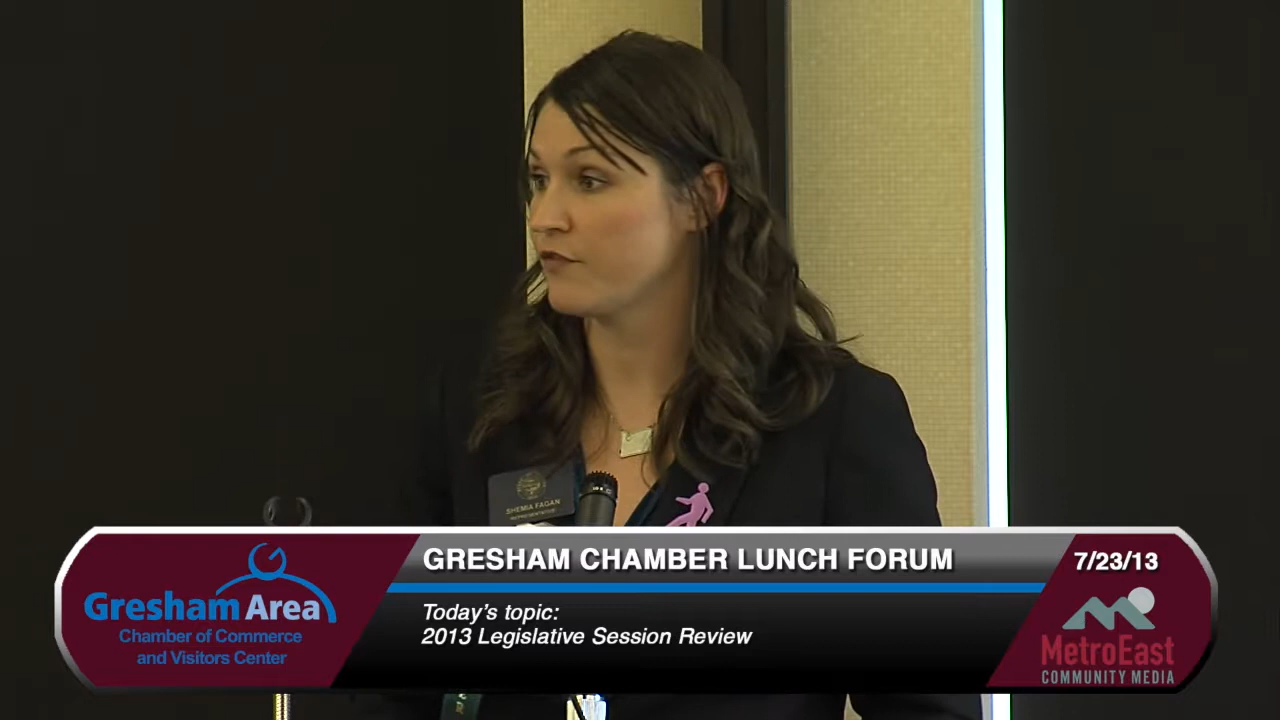 SHEMIA FAGAN
REPRESENTATIVE
GRESHAM CHAMBER LUNCH FORUM
7/23/13
Gresham Area
Chamber of Commerce
and Visitors Center
Today's topic:
2013 Legislative Session Review
MetroEast
COMMUNITY MEDIA